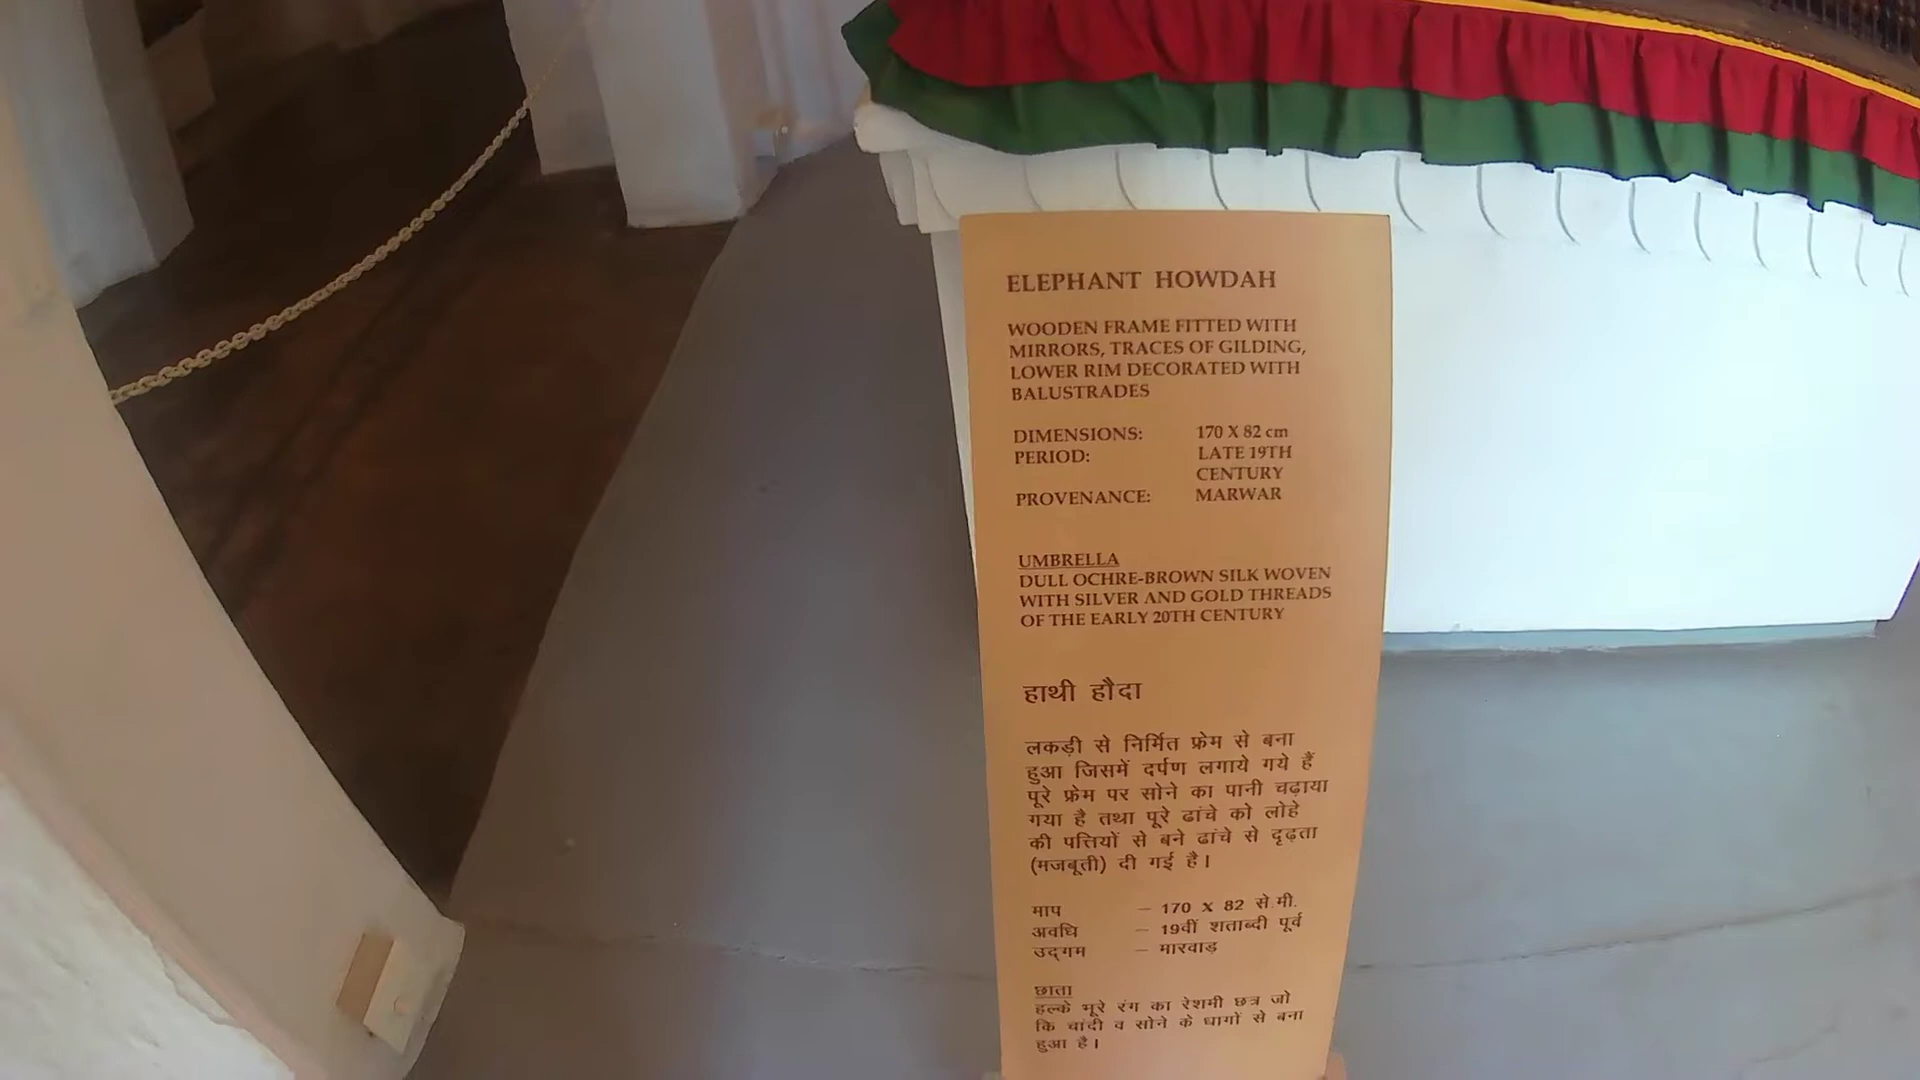 ELEPHANT HOWDAH
WOODEN FRAME FITTED WITH
MIRRORS, TRACES OF GILDING,
LOWER RIM DECORATED WITH
BALUSTRADES
DIMENSIONS: 170 X 82 cm
PERIOD: LATE 19TH
CENTURY
PROVENANCE: MARWAR
UMBRELLA
DULL OCHRE-BROWN SILK WOVEN
WITH SILVER AND GOLD THREADS
OF THE EARLY 20TH CENTURY
हाथी हौदा
लकड़ी से निर्मित फ्रेम से बना
हुआ जिसमें दर्पण लगाये गये हैं
पूरे फ्रेम पर सोने का पानी चढ़ाया
गया है तथा पूरे ढांचे को लोहे
की पत्तियों से बने ढांचे से दृढ़ता
(मजबूती) दी गई है।
माप – 170 X 82 से.मी.
अवधि – 19वीं शताब्दी पूर्व
उद्गम – मारवाड़
छाता
हल्के भूरे रंग का रेशमी छत्र जो
कि चांदी व सोने के धागों से बना
हुआ है।